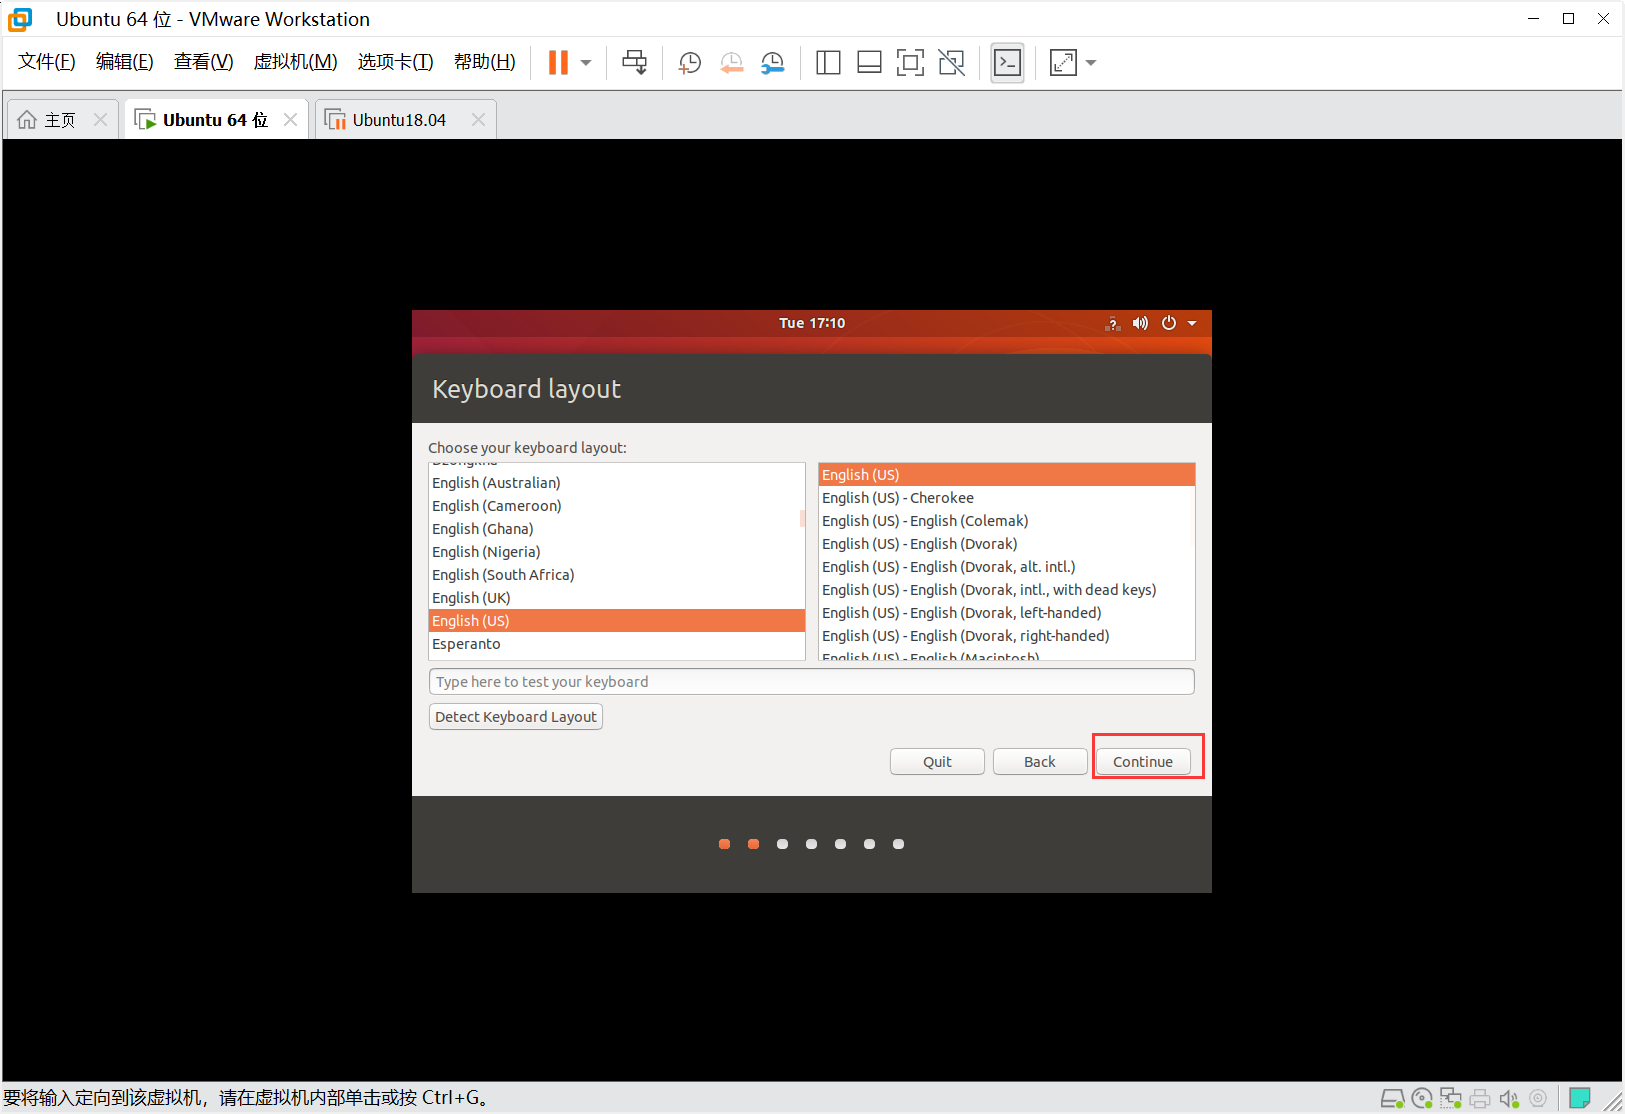 Ubuntu 64 位 - VMware Workstation
文件(F) 编辑(E) 查看(V) 虚拟机(M) 选项卡(T) 帮助(H)
主页 Ubuntu 64 位 Ubuntu18.04
Tue 17:10
Keyboard layout
Choose your keyboard layout:
Dzongkha
English (Australian)
English (Cameroon)
English (Ghana)
English (Nigeria)
English (South Africa)
English (UK)
English (US)
Esperanto
English (US)
English (US) - Cherokee
English (US) - English (Colemak)
English (US) - English (Dvorak)
English (US) - English (Dvorak, alt. intl.)
English (US) - English (Dvorak, intl., with dead keys)
English (US) - English (Dvorak, left-handed)
English (US) - English (Dvorak, right-handed)
English (US) - English (Macintosh)
Type here to test your keyboard
Detect Keyboard Layout
Quit Back Continue
要将输入定向到该虚拟机，请在虚拟机内部单击或按 Ctrl+G。